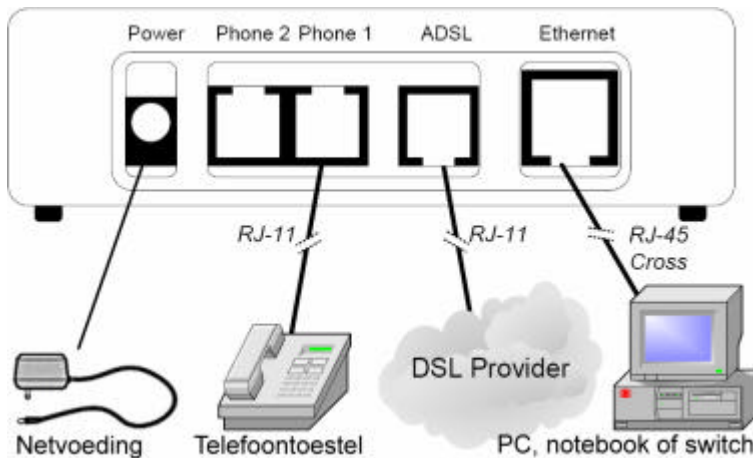 Power Phone 2 Phone 1 ADSL Ethernet
RJ-11 RJ-11 RJ-45
Cross
DSL Provider
Netvoeding Telefoontoestel PC, notebook of switch